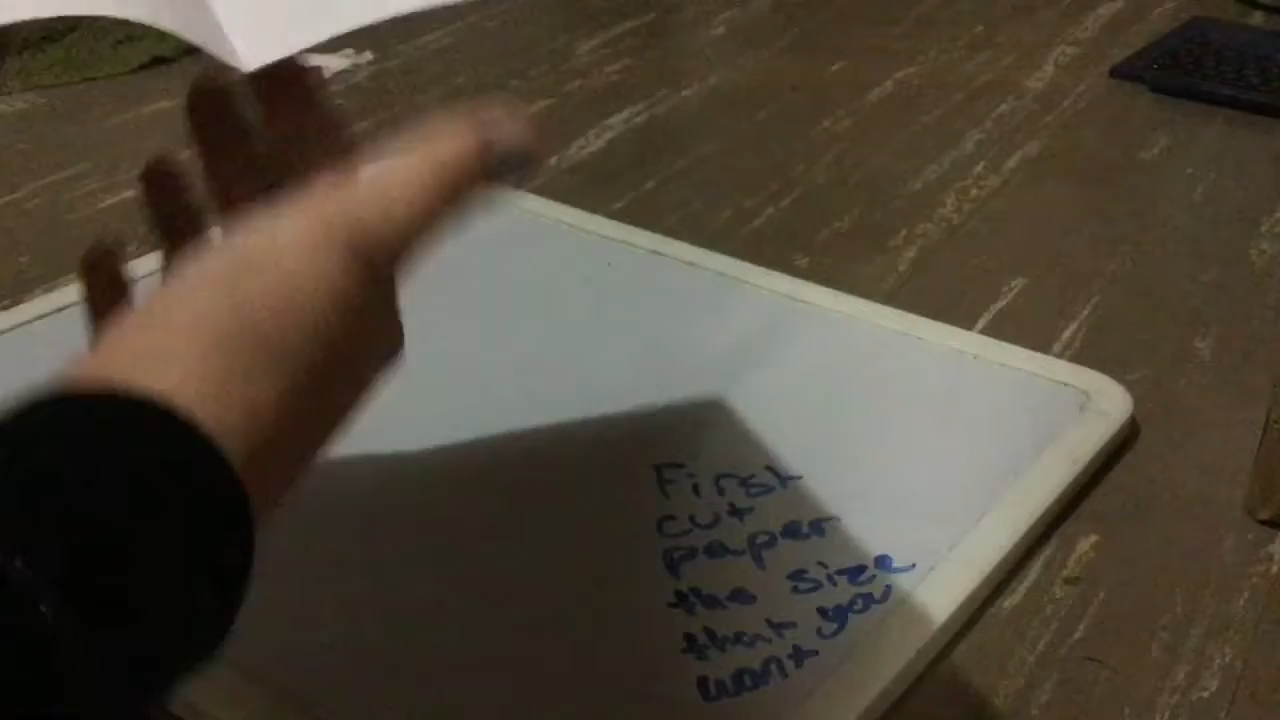 First
cut
paper
the size
that you
want